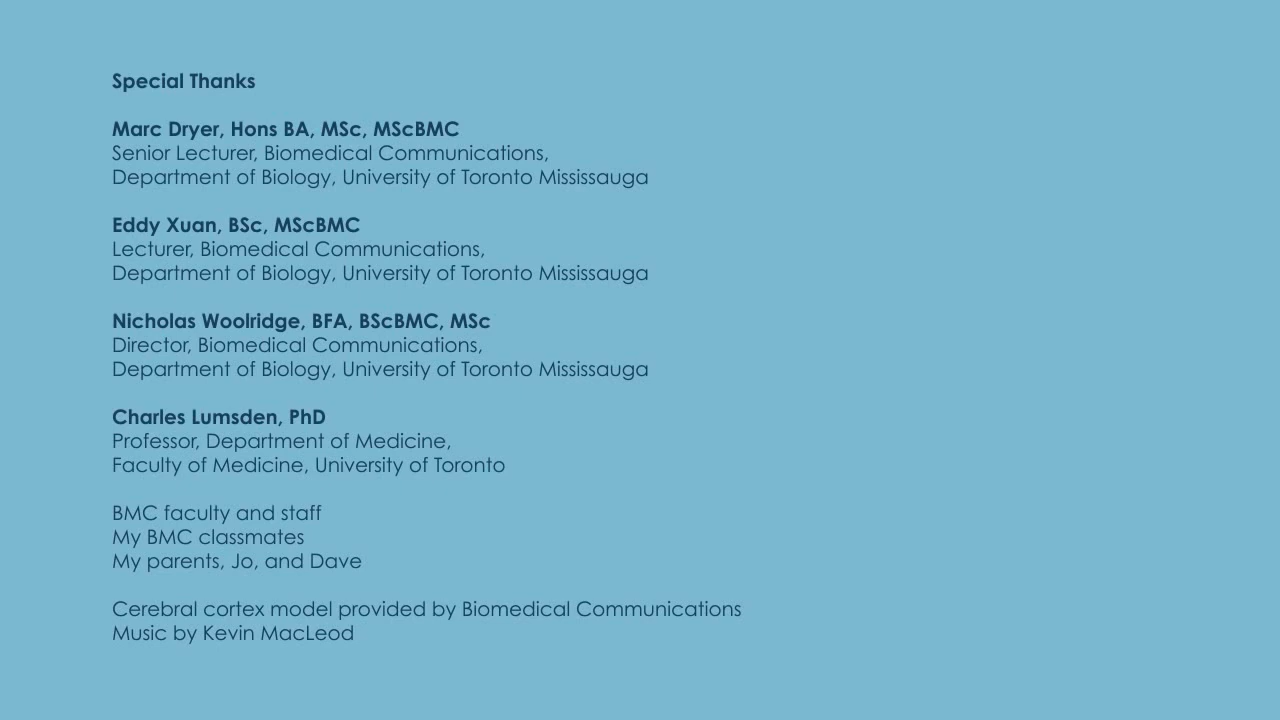 Special Thanks
Marc Dryer, Hons BA, MSc, MScBMC
Senior Lecturer, Biomedical Communications,
Department of Biology, University of Toronto Mississauga
Eddy Xuan, BSc, MScBMC
Lecturer, Biomedical Communications,
Department of Biology, University of Toronto Mississauga
Nicholas Woolridge, BFA, BScBMC, MSc
Director, Biomedical Communications,
Department of Biology, University of Toronto Mississauga
Charles Lumsden, PhD
Professor, Department of Medicine,
Faculty of Medicine, University of Toronto
BMC faculty and staff
My BMC classmates
My parents, Jo, and Dave
Cerebral cortex model provided by Biomedical Communications
Music by Kevin MacLeod